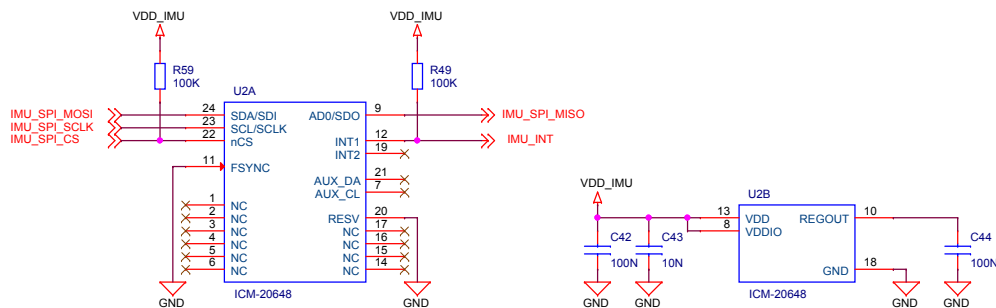 VDD_IMU
VDD_IMU
R59
100K
R49
100K
U2A
IMU_SPI_MOSI
24
SDA/SDI
AD0/SDO
9
IMU_SPI_MISO
IMU_SPI_SCLK
23
SCL/SCLK
IMU_SPI_CS
22
nCS
INT1
12
IMU_INT
INT2
19
11
FSYNC
AUX_DA
21
AUX_CL
7
1
NC
RESV
20
2
NC
NC
17
3
NC
NC
16
4
NC
NC
15
5
NC
NC
14
6
NC
GND
ICM-20648
GND
VDD_IMU
U2B
13
VDD
REGOUT
10
8
VDDIO
C42
100N
C43
10N
C44
100N
GND
18
GND
GND
ICM-20648
GND
GND